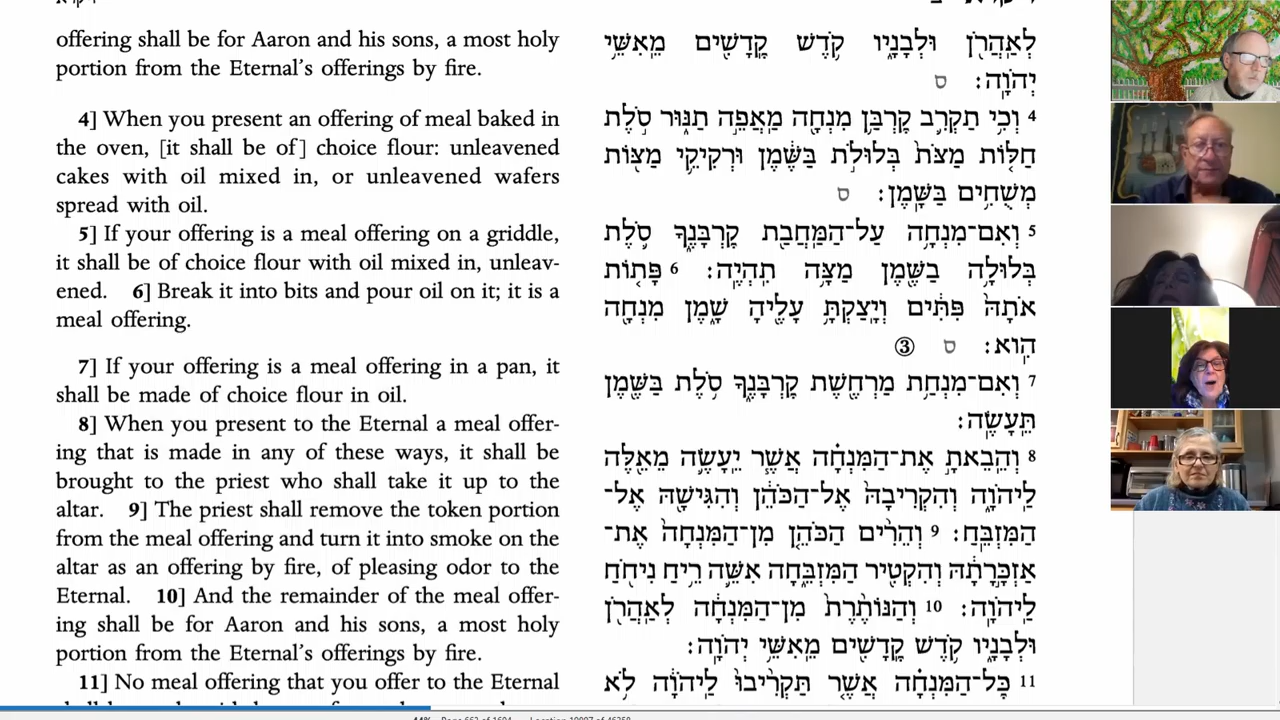 offering shall be for Aaron and his sons, a most holy
portion from the Eternal's offerings by fire.
4] When you present an offering of meal baked in
the oven, [it shall be of] choice flour: unleavened
cakes with oil mixed in, or unleavened wafers
spread with oil.
5] If your offering is a meal offering on a griddle,
it shall be of choice flour with oil mixed in, unleav-
ened. 6] Break it into bits and pour oil on it; it is a
meal offering.
7] If your offering is a meal offering in a pan, it
shall be made of choice flour in oil.
8] When you present to the Eternal a meal offer-
ing that is made in any of these ways, it shall be
brought to the priest who shall take it up to the
altar. 9] The priest shall remove the token portion
from the meal offering and turn it into smoke on the
altar as an offering by fire, of pleasing odor to the
Eternal. 10] And the remainder of the meal offer-
ing shall be for Aaron and his sons, a most holy
portion from the Eternal's offerings by fire.
11] No meal offering that you offer to the Eternal
לְאַהֲרֹ֖ן וּלְבָנָ֑יו קֹ֥דֶשׁ קׇֽדָשִׁ֖ים מֵאִשֵּׁ֥י
יְהֹוָֽה׃ ס
4 וְכִ֥י תַקְרִ֛ב קׇרְבַּ֥ן מִנְחָ֖ה מַאֲפֵ֣ה תַנּ֑וּר סֹ֣לֶת
חַלּ֤וֹת מַצֹּת֙ בְּלוּלֹ֣ת בַּשֶּׁ֔מֶן וּרְקִיקֵ֥י מַצּ֖וֹת
מְשֻׁחִ֥ים בַּשָּֽׁמֶן׃ ס
5 וְאִם־מִנְחָ֥ה עַל־הַֽמַּחֲבַ֖ת קׇרְבָּנֶ֑ךָ סֹ֛לֶת
בְּלוּלָ֥ה בַשֶּׁ֖מֶן מַצָּ֥ה תִהְיֶֽה׃ 6 פָּת֤וֹת
אֹתָהּ֙ פִּתִּ֔ים וְיָצַקְתָּ֥ עָלֶ֖יהָ שָׁ֑מֶן מִנְחָ֖ה
הִֽוא׃ ס ③
7 וְאִם־מִנְחַ֥ת מַרְחֶ֖שֶׁת קׇרְבָּנֶ֑ךָ סֹ֥לֶת בַּשֶּׁ֖מֶן
תֵּעָשֶֽׂה׃
8 וְהֵבֵאתָ֣ אֶת־הַמִּנְחָ֗ה אֲשֶׁ֧ר יֵעָשֶׂ֛ה מֵאֵ֖לֶּה
לַיהֹוָ֑ה וְהִקְרִיבָהּ֙ אֶל־הַכֹּהֵ֔ן וְהִגִּישָׁ֖הּ אֶל־
הַמִּזְבֵּֽחַ׃ 9 וְהֵרִ֨ים הַכֹּהֵ֤ן מִן־הַמִּנְחָה֙ אֶת־
אַזְכָּ֣רָתָ֔הּ וְהִקְטִ֖יר הַמִּזְבֵּ֑חָה אִשֵּׁ֛ה רֵ֥יחַ נִיחֹ֖חַ
לַיהֹוָֽה׃ 10 וְהַנּוֹתֶ֙רֶת֙ מִן־הַמִּנְחָ֔ה לְאַהֲרֹ֖ן
וּלְבָנָ֑יו קֹ֥דֶשׁ קׇֽדָשִׁ֖ים מֵאִשֵּׁ֥י יְהֹוָֽה׃
11 כׇּל־הַמִּנְחָ֗ה אֲשֶׁ֤ר תַּקְרִ֙יבוּ֙ לַיהֹוָ֔ה לֹ֥א